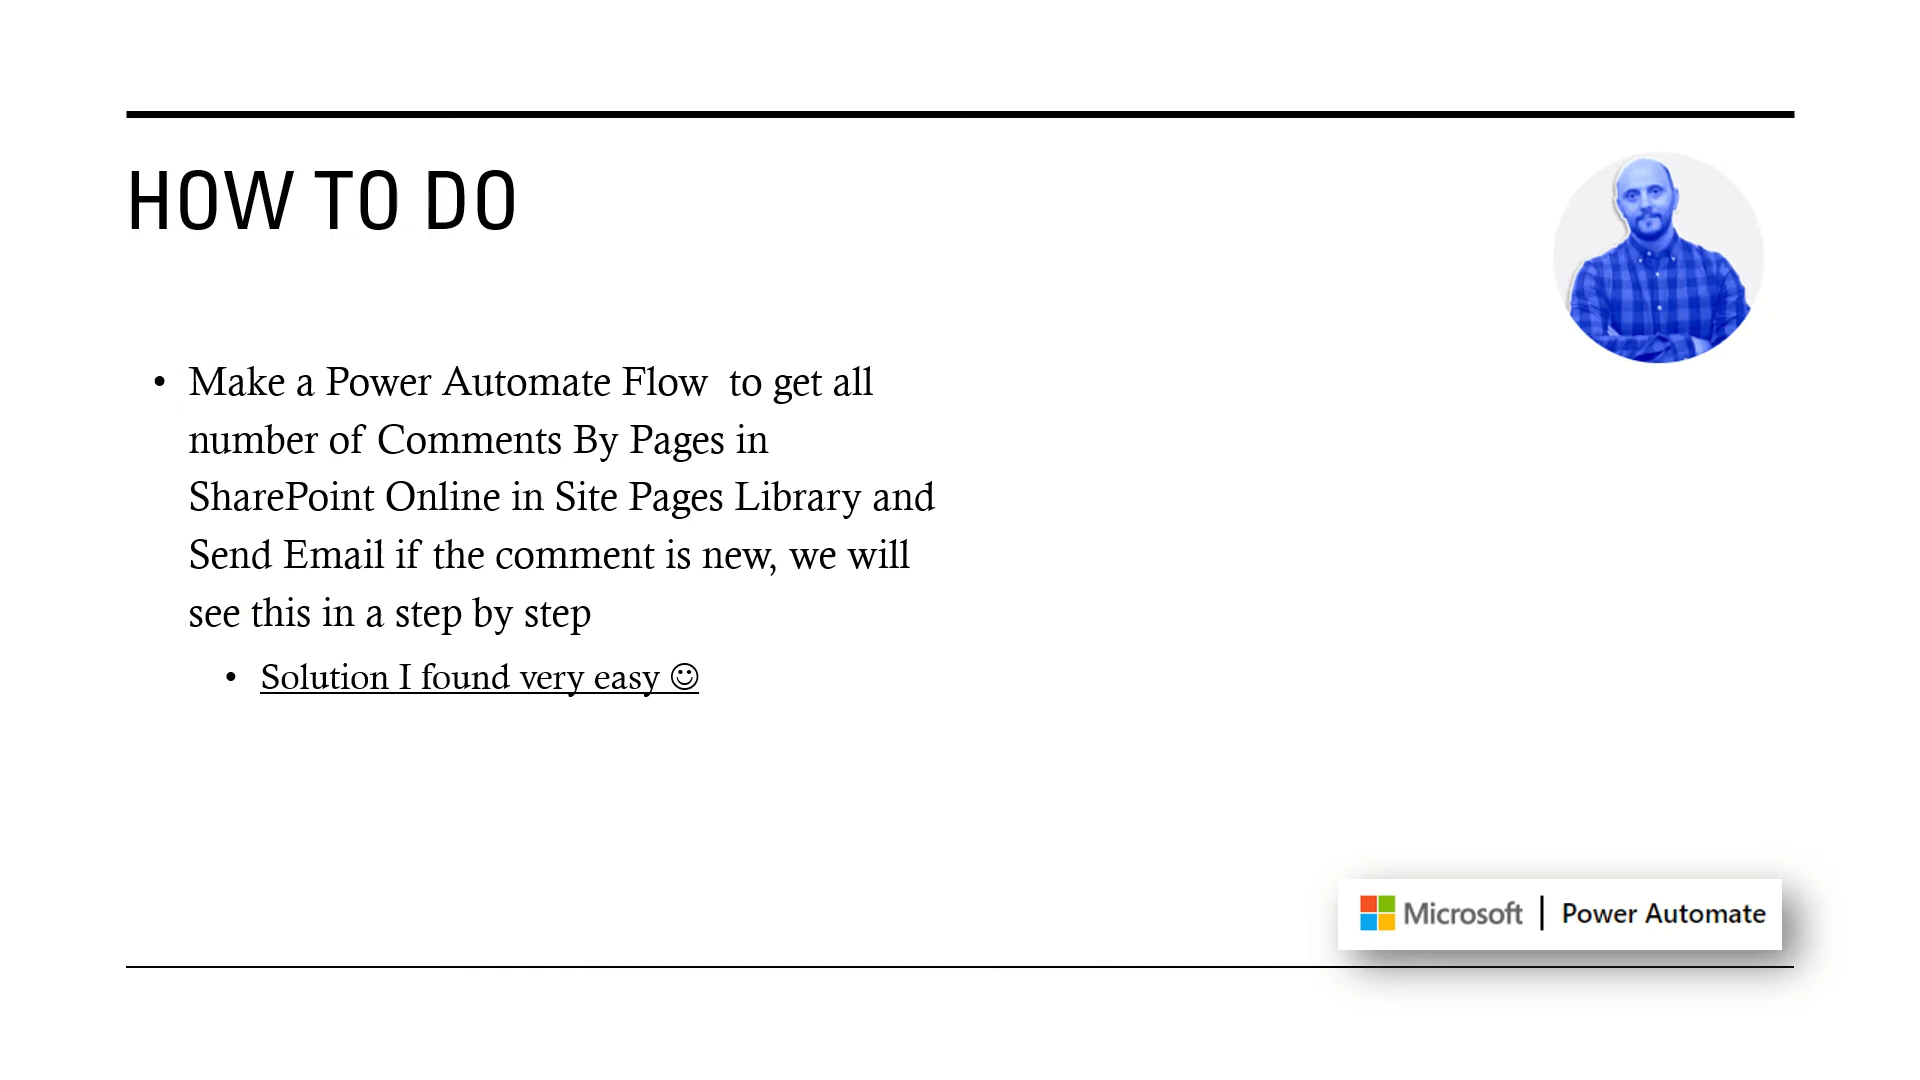 HOW TO DO
• Make a Power Automate Flow  to get all
number of Comments By Pages in
SharePoint Online in Site Pages Library and
Send Email if the comment is new, we will
see this in a step by step
• Solution I found very easy ☺
Microsoft | Power Automate